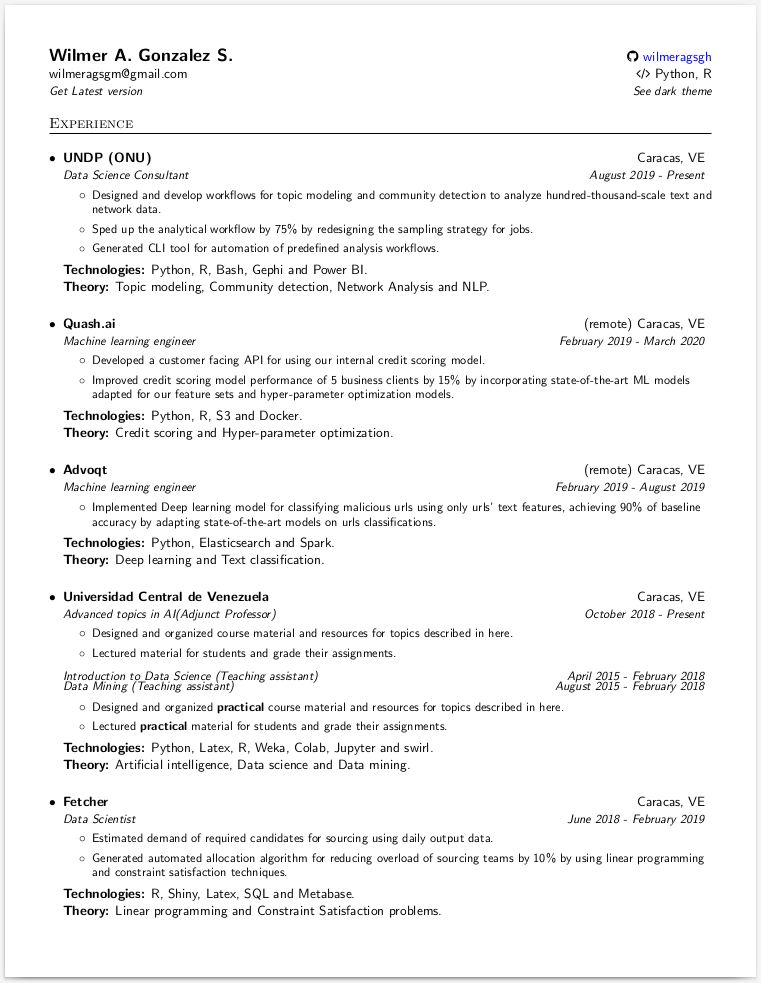 Wilmer A. Gonzalez S.
wilmeragsgh
wilmeragsgm@gmail.com
</> Python, R
Get Latest version
See dark theme
Experience
• UNDP (ONU) Caracas, VE
Data Science Consultant August 2019 - Present
◦ Designed and develop workflows for topic modeling and community detection to analyze hundred-thousand-scale text and
network data.
◦ Sped up the analytical workflow by 75% by redesigning the sampling strategy for jobs.
◦ Generated CLI tool for automation of predefined analysis workflows.
Technologies: Python, R, Bash, Gephi and Power BI.
Theory: Topic modeling, Community detection, Network Analysis and NLP.
• Quash.ai (remote) Caracas, VE
Machine learning engineer February 2019 - March 2020
◦ Developed a customer facing API for using our internal credit scoring model.
◦ Improved credit scoring model performance of 5 business clients by 15% by incorporating state-of-the-art ML models
adapted for our feature sets and hyper-parameter optimization models.
Technologies: Python, R, S3 and Docker.
Theory: Credit scoring and Hyper-parameter optimization.
• Advoqt (remote) Caracas, VE
Machine learning engineer February 2019 - August 2019
◦ Implemented Deep learning model for classifying malicious urls using only urls' text features, achieving 90% of baseline
accuracy by adapting state-of-the-art models on urls classifications.
Technologies: Python, Elasticsearch and Spark.
Theory: Deep learning and Text classification.
• Universidad Central de Venezuela Caracas, VE
Advanced topics in AI(Adjunct Professor) October 2018 - Present
◦ Designed and organized course material and resources for topics described in here.
◦ Lectured material for students and grade their assignments.
Introduction to Data Science (Teaching assistant) April 2015 - February 2018
Data Mining (Teaching assistant) August 2015 - February 2018
◦ Designed and organized practical course material and resources for topics described in here.
◦ Lectured practical material for students and grade their assignments.
Technologies: Python, Latex, R, Weka, Colab, Jupyter and swirl.
Theory: Artificial intelligence, Data science and Data mining.
• Fetcher Caracas, VE
Data Scientist June 2018 - February 2019
◦ Estimated demand of required candidates for sourcing using daily output data.
◦ Generated automated allocation algorithm for reducing overload of sourcing teams by 10% by using linear programming
and constraint satisfaction techniques.
Technologies: R, Shiny, Latex, SQL and Metabase.
Theory: Linear programming and Constraint Satisfaction problems.